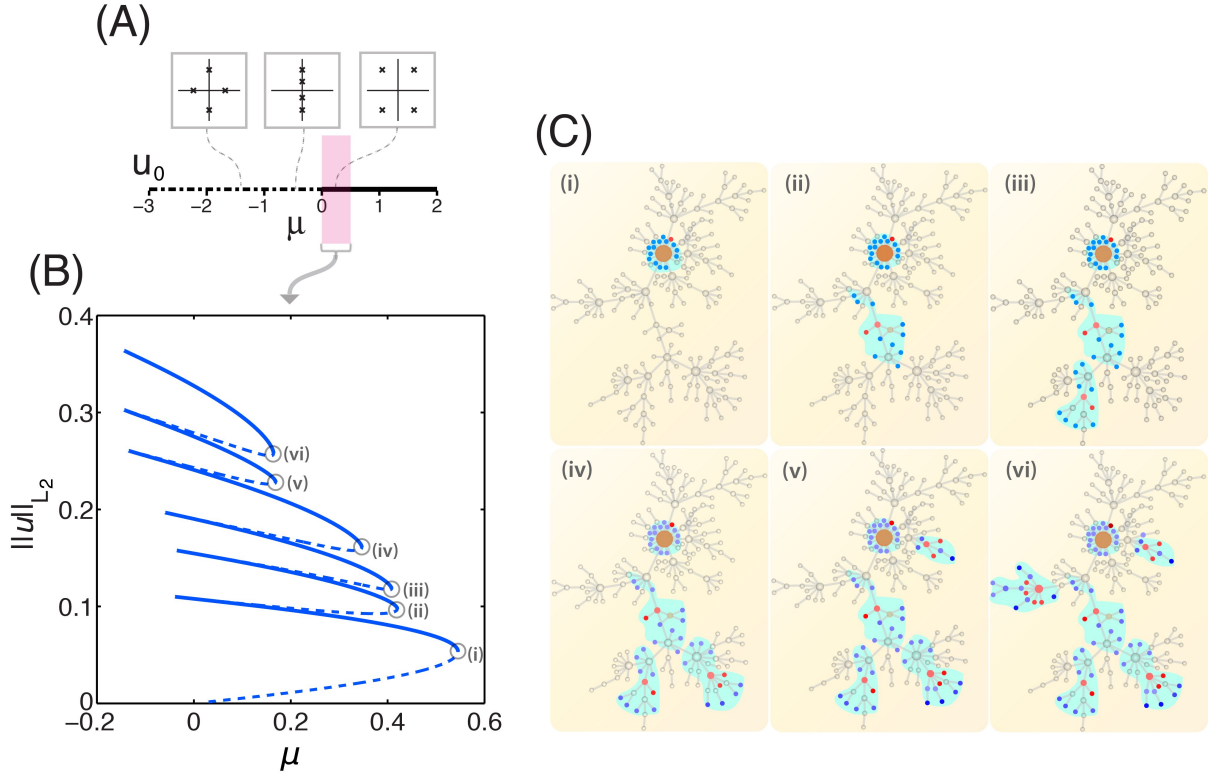 (A)
u0
−3 −2 −1 0 1 2
μ
(B)
0.4
0.3
0.2
0.1
0
−0.2 0 0.2 0.4 0.6
||u||L2
μ
(vi)
(v)
(iv)
(iii)
(ii)
(i)
(C)
(i) (ii) (iii)
(iv) (v) (vi)